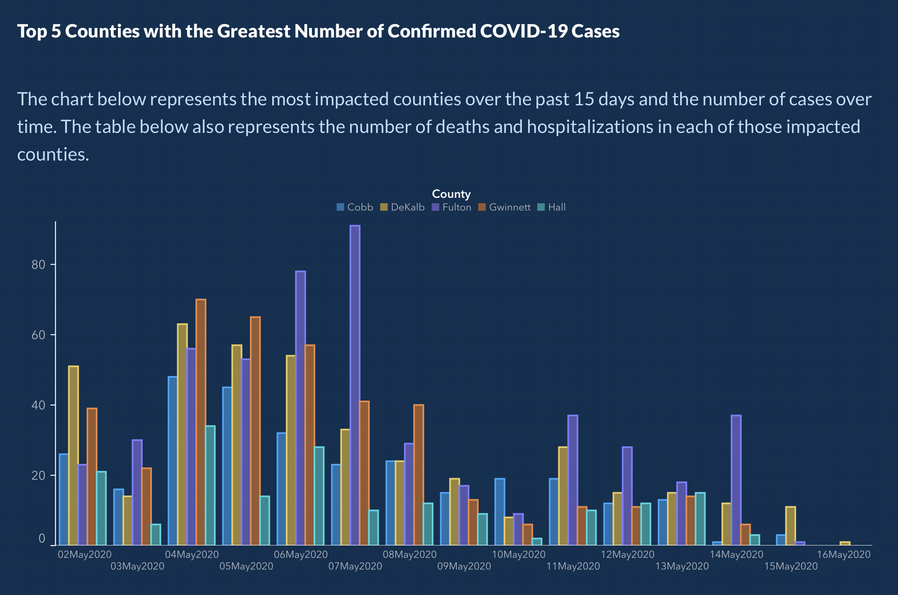 Top 5 Counties with the Greatest Number of Confirmed COVID-19 Cases
The chart below represents the most impacted counties over the past 15 days and the number of cases over
time. The table below also represents the number of deaths and hospitalizations in each of those impacted
counties.
County
Cobb DeKalb Fulton Gwinnett Hall
80
60
40
20
0
02May2020 04May2020 06May2020 08May2020 10May2020 12May2020 14May2020 16May2020
03May2020 05May2020 07May2020 09May2020 11May2020 13May2020 15May2020